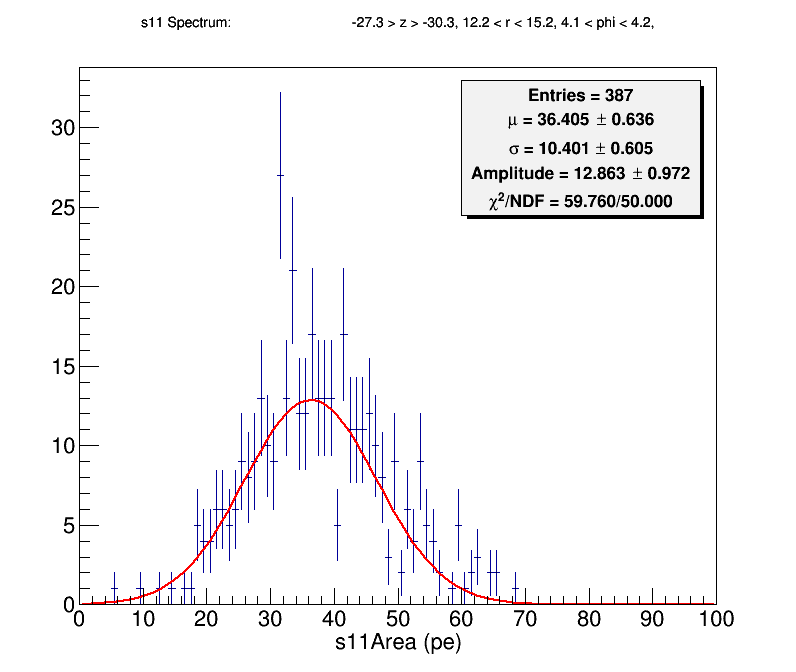 s11 Spectrum: -27.3 > z > -30.3, 12.2 < r < 15.2, 4.1 < phi < 4.2,
Entries = 387
μ = 36.405 ± 0.636
σ = 10.401 ± 0.605
Amplitude = 12.863 ± 0.972
χ²/NDF = 59.760/50.000
30
25
20
15
10
5
0
0 10 20 30 40 50 60 70 80 90 100
s11Area (pe)